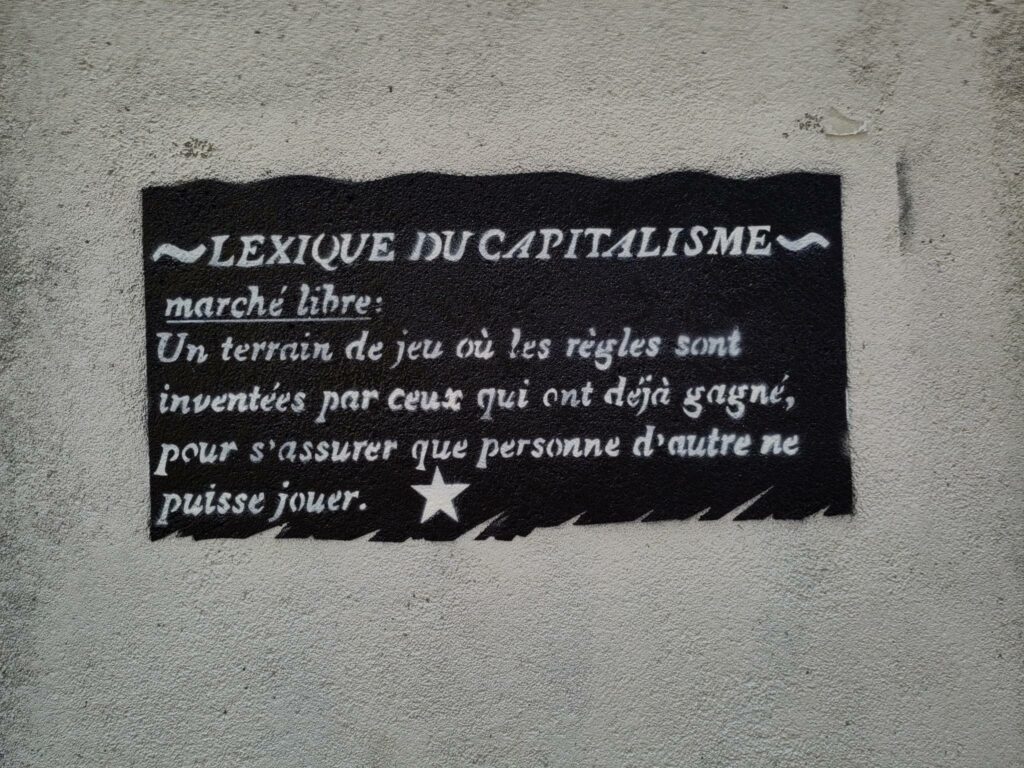 ~LEXIQUE DU CAPITALISME~
marché libre:
Un terrain de jeu où les règles sont
inventées par ceux qui ont déjà gagné,
pour s'assurer que personne d'autre ne
puisse jouer.